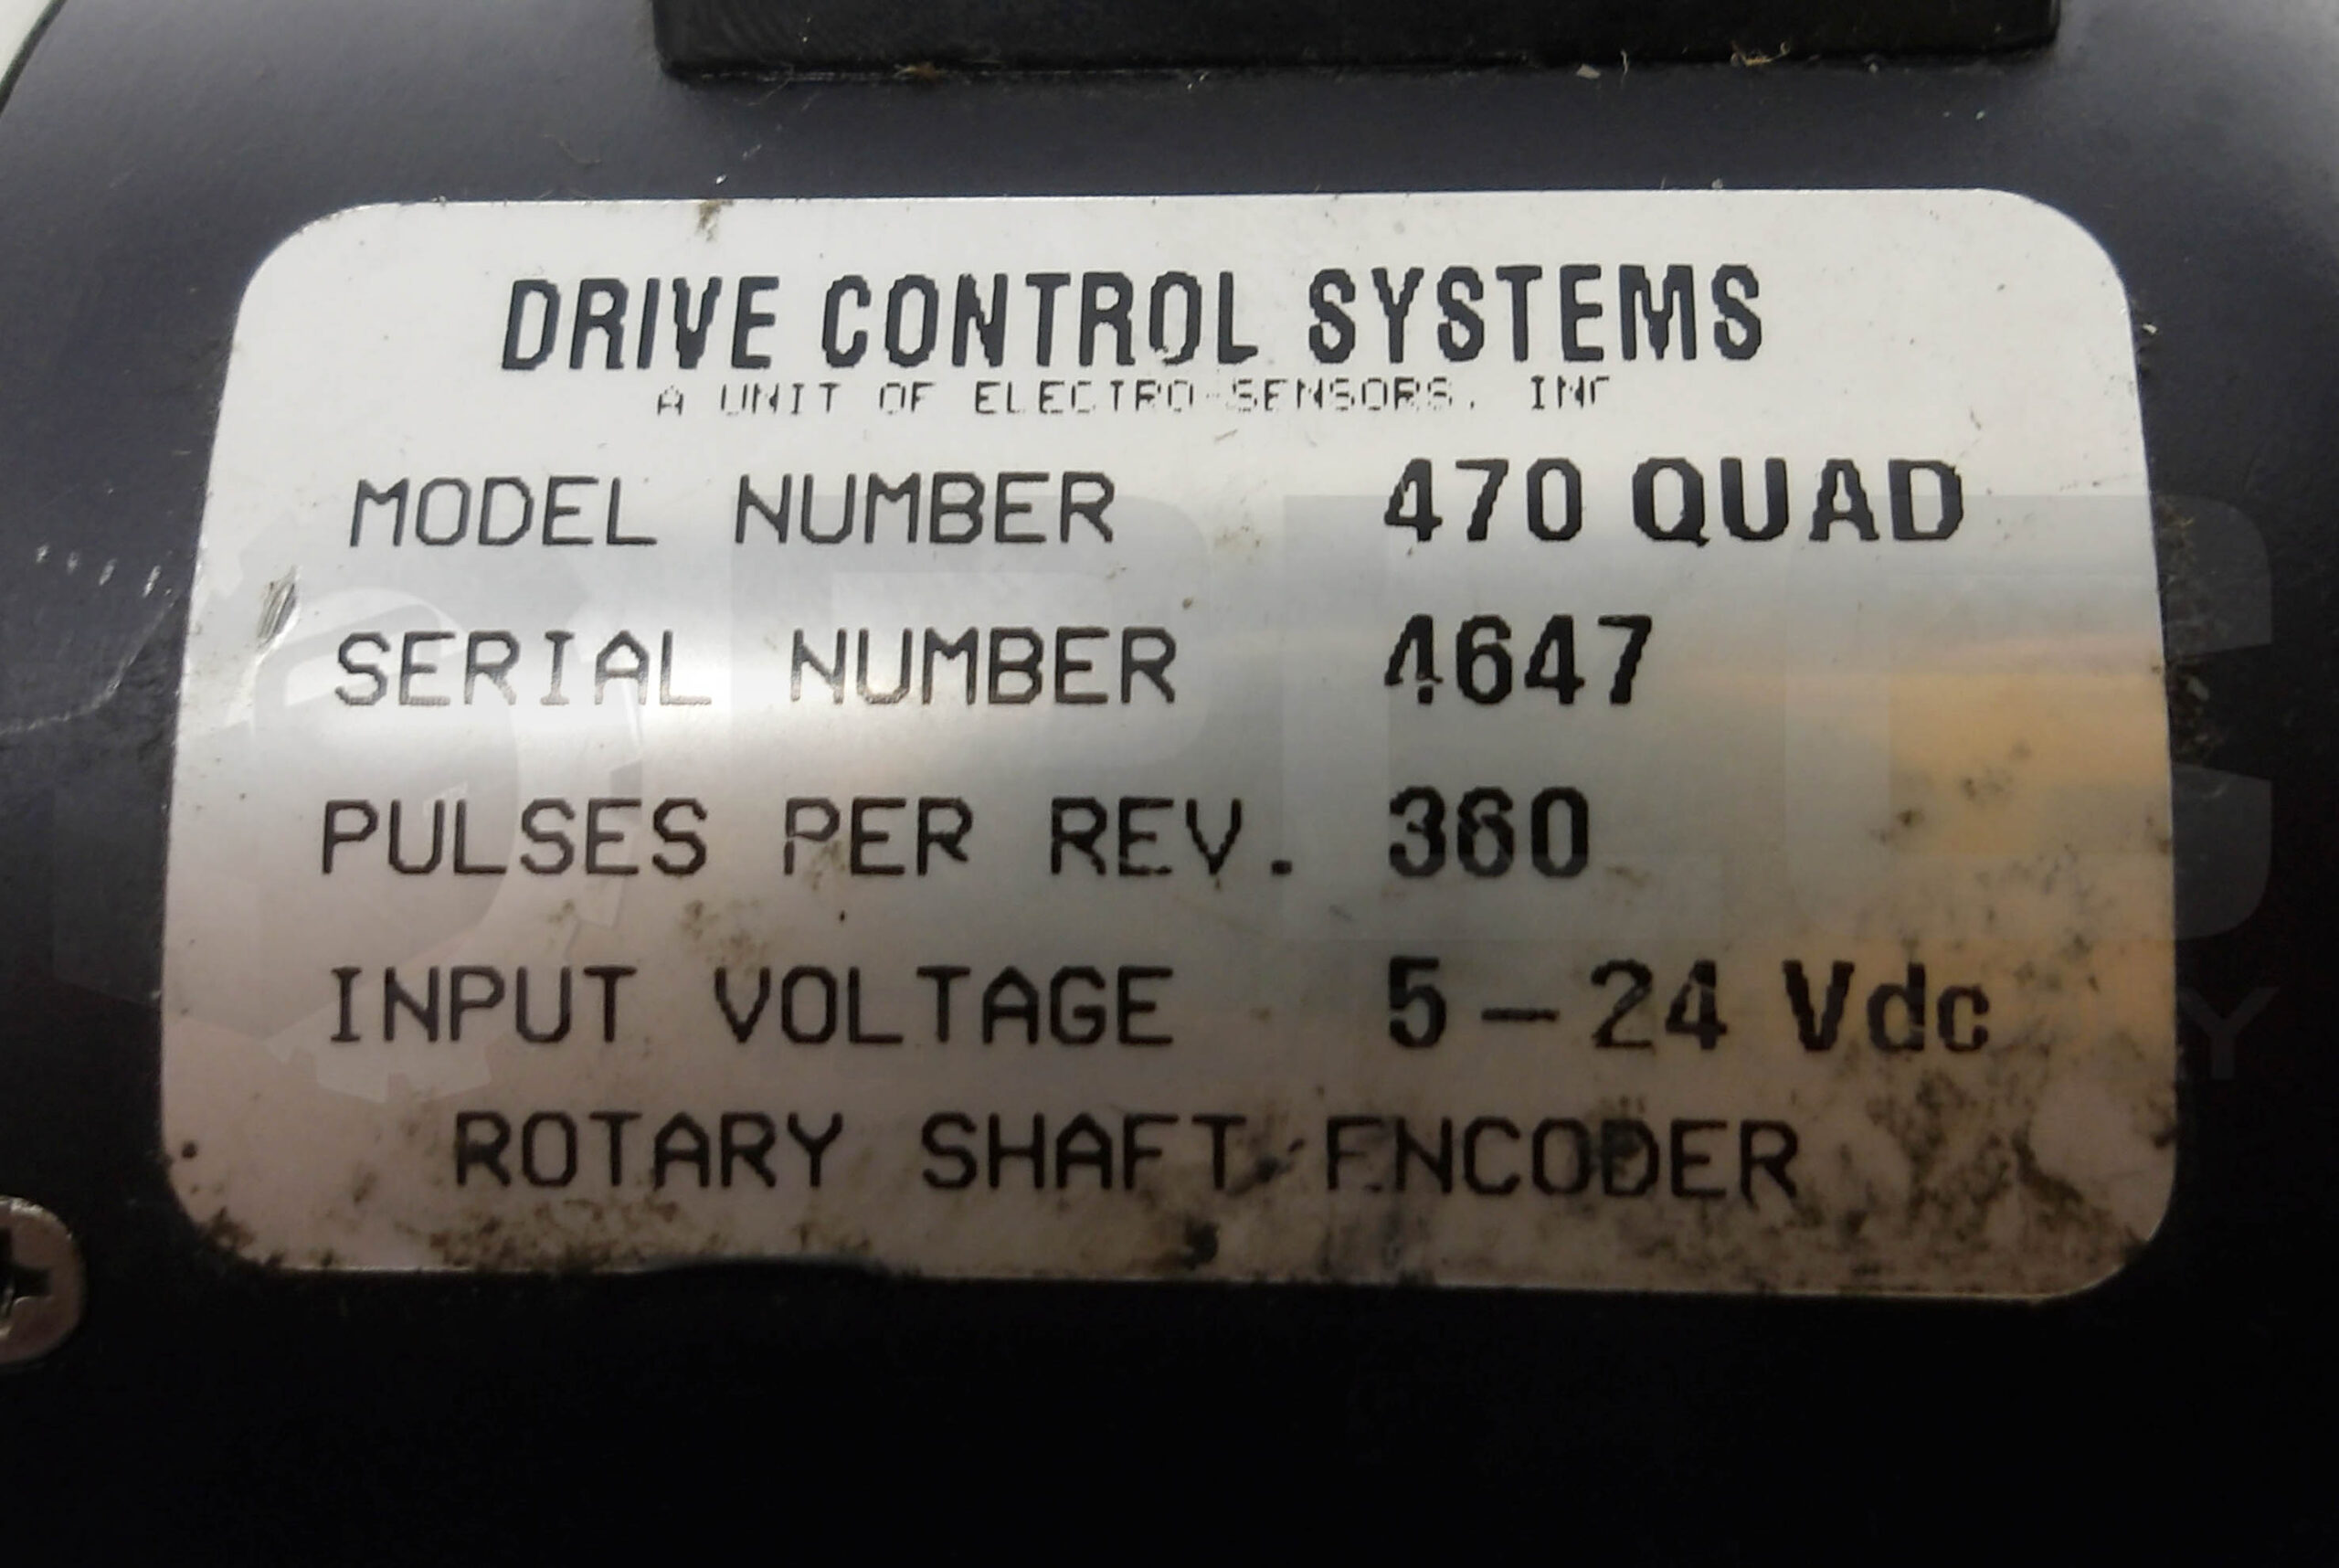 DRIVE CONTROL SYSTEMS
A UNIT OF ELECTRO-SENSORS, INC
MODEL NUMBER 470 QUAD
SERIAL NUMBER 4647
PULSES PER REV. 360
INPUT VOLTAGE 5-24 Vdc
ROTARY SHAFT ENCODER